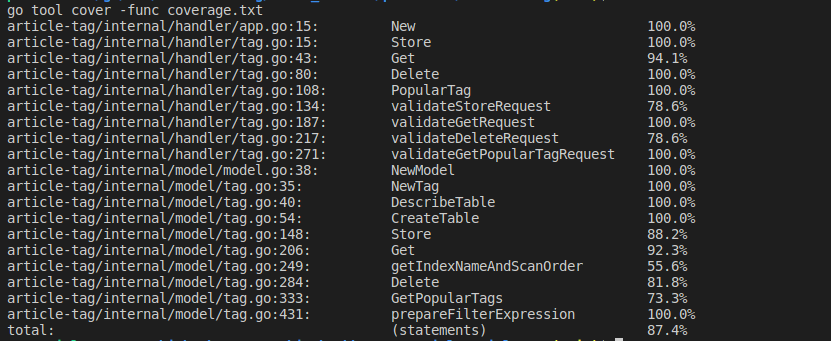 go tool cover -func coverage.txt
article-tag/internal/handler/app.go:15: New 100.0%
article-tag/internal/handler/tag.go:15: Store 100.0%
article-tag/internal/handler/tag.go:43: Get 94.1%
article-tag/internal/handler/tag.go:80: Delete 100.0%
article-tag/internal/handler/tag.go:108: PopularTag 100.0%
article-tag/internal/handler/tag.go:134: validateStoreRequest 78.6%
article-tag/internal/handler/tag.go:187: validateGetRequest 100.0%
article-tag/internal/handler/tag.go:217: validateDeleteRequest 78.6%
article-tag/internal/handler/tag.go:271: validateGetPopularTagRequest 100.0%
article-tag/internal/model/model.go:38: NewModel 100.0%
article-tag/internal/model/tag.go:35: NewTag 100.0%
article-tag/internal/model/tag.go:40: DescribeTable 100.0%
article-tag/internal/model/tag.go:54: CreateTable 100.0%
article-tag/internal/model/tag.go:148: Store 88.2%
article-tag/internal/model/tag.go:206: Get 92.3%
article-tag/internal/model/tag.go:249: getIndexNameAndScanOrder 55.6%
article-tag/internal/model/tag.go:284: Delete 81.8%
article-tag/internal/model/tag.go:333: GetPopularTags 73.3%
article-tag/internal/model/tag.go:431: prepareFilterExpression 100.0%
total: (statements) 87.4%